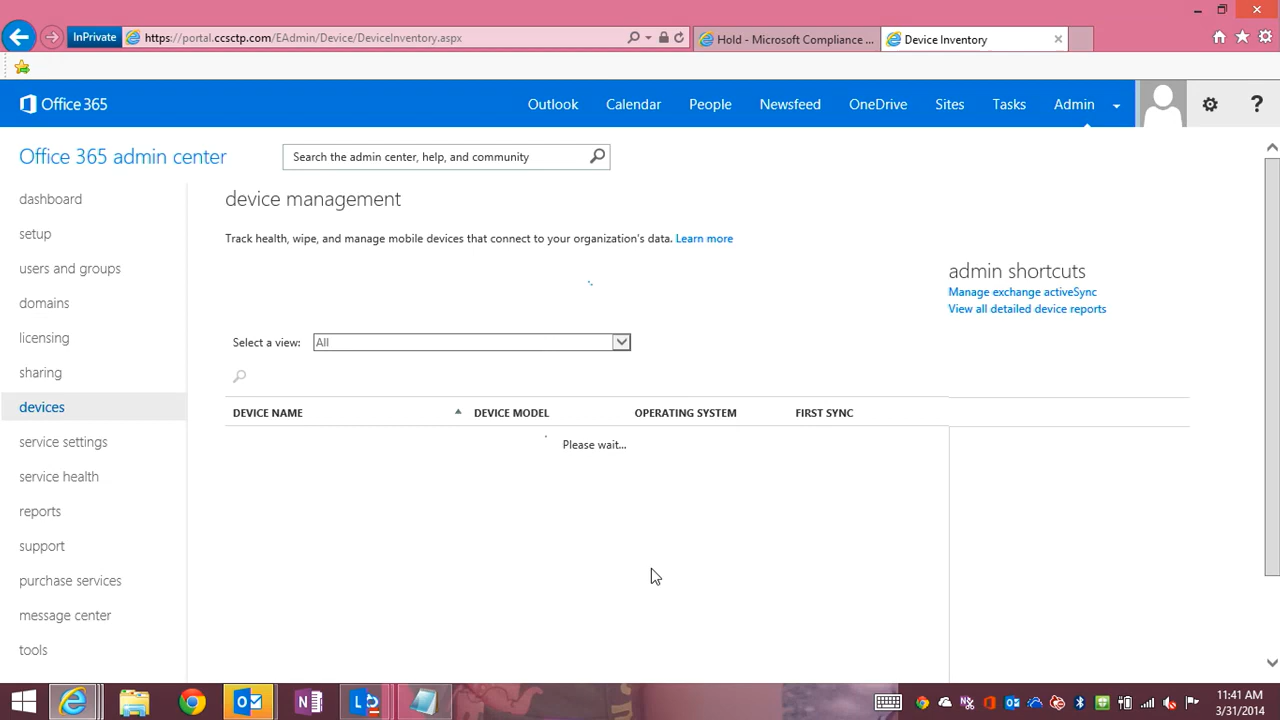 InPrivate
https://portal.ccsctp.com/EAdmin/Device/DeviceInventory.aspx
Hold - Microsoft Compliance ...
Device Inventory
Office 365
Outlook
Calendar
People
Newsfeed
OneDrive
Sites
Tasks
Admin
?
Office 365 admin center
Search the admin center, help, and community
dashboard
setup
users and groups
domains
licensing
sharing
devices
service settings
service health
reports
support
purchase services
message center
tools
device management
Track health, wipe, and manage mobile devices that connect to your organization's data. Learn more
admin shortcuts
Manage exchange activeSync
View all detailed device reports
Select a view: All
DEVICE NAME
DEVICE MODEL
OPERATING SYSTEM
FIRST SYNC
Please wait...
11:41 AM
3/31/2014